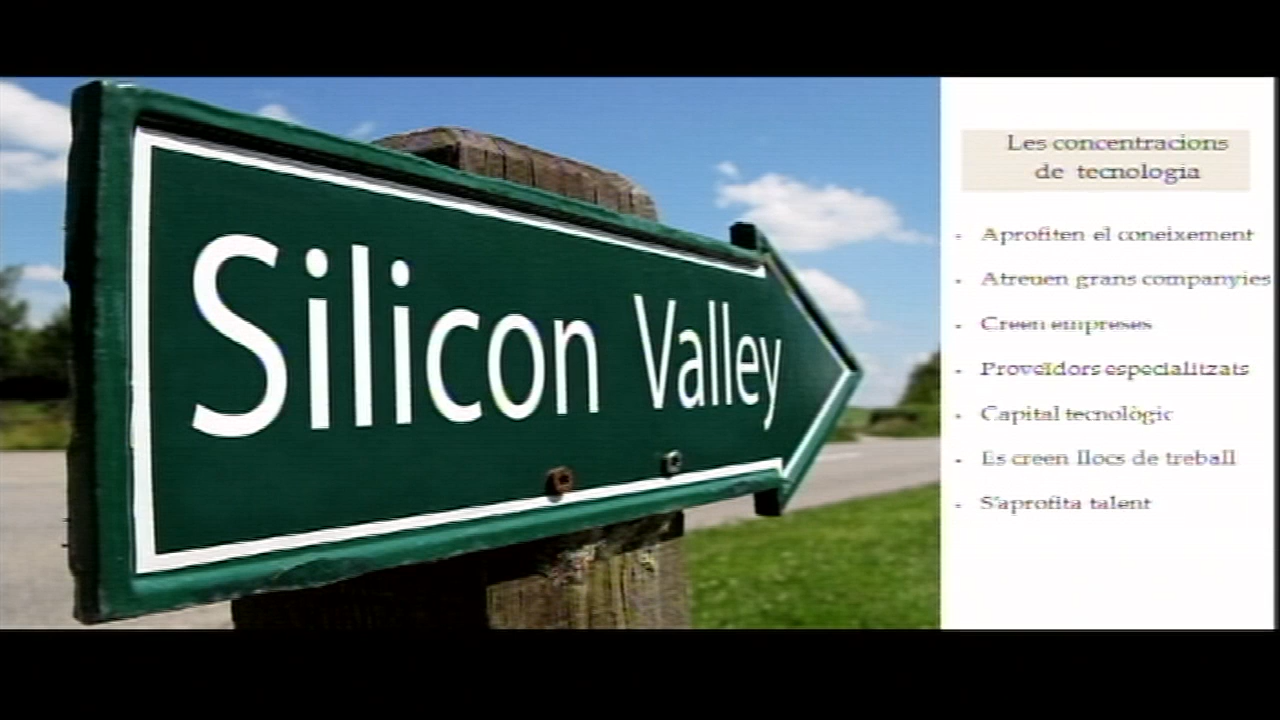 Silicon Valley
Les concentracions
de tecnologia
- Aprofiten el coneixement
- Atreuen grans companyies
- Creen empreses
- Proveïdors especialitzats
- Capital tecnològic
- Es creen llocs de treball
- S'aprofita talent